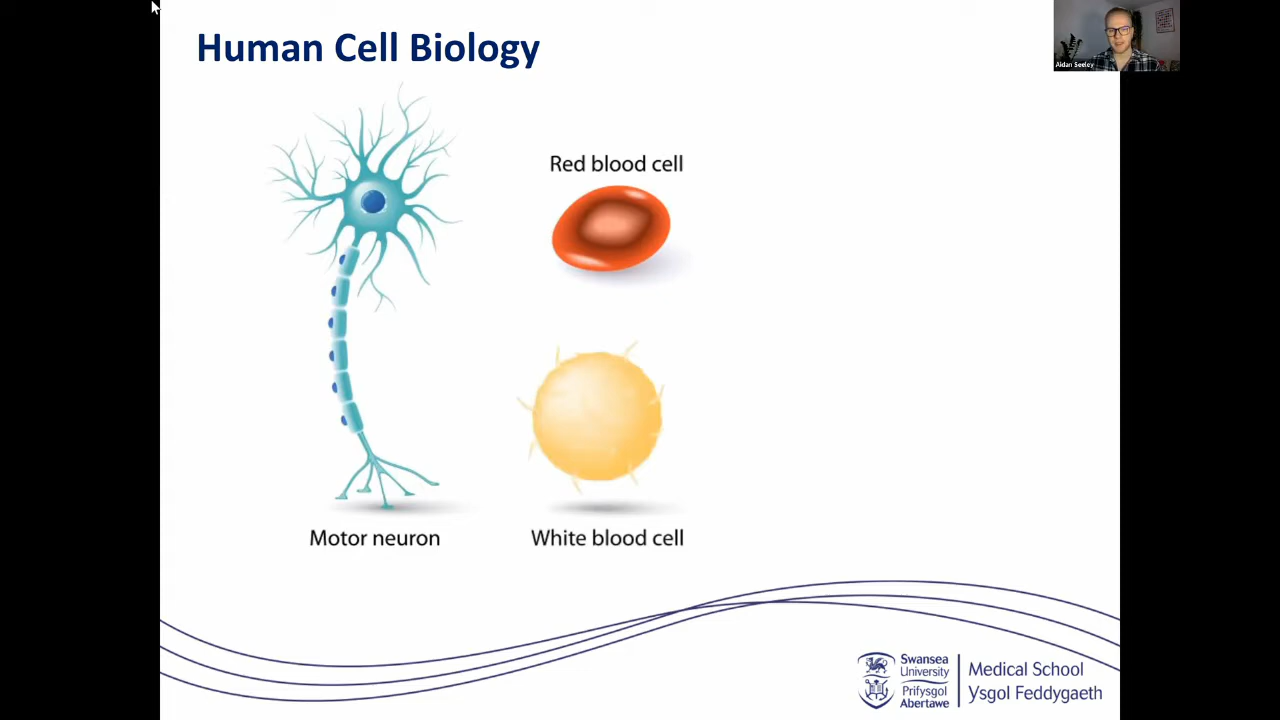 Human Cell Biology
Aidan Seeley
Red blood cell
Motor neuron
White blood cell
Swansea
University
Prifysgol
Abertawe
Medical School
Ysgol Feddygaeth